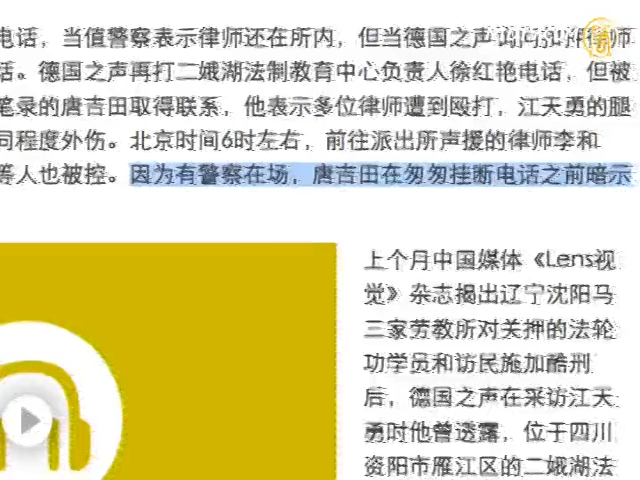 电话，当值警察表示律师还在所内，但当德国之声询问扣押律师
话。德国之声再打二娥湖法制教育中心负责人徐红艳电话，但被
笔录的唐吉田取得联系，他表示多位律师遭到殴打，江天勇的腿
同程度外伤。北京时间6时左右，前往派出所声援的律师李和
等人也被控。因为有警察在场，唐吉田在匆匆挂断电话之前暗示
上个月中国媒体《Lens视
觉》杂志揭出辽宁沈阳马
三家劳教所对关押的法轮
功学员和访民施加酷刑
后，德国之声在采访江天
勇时他曾透露，位于四川
资阳市雁江区的二娥湖法